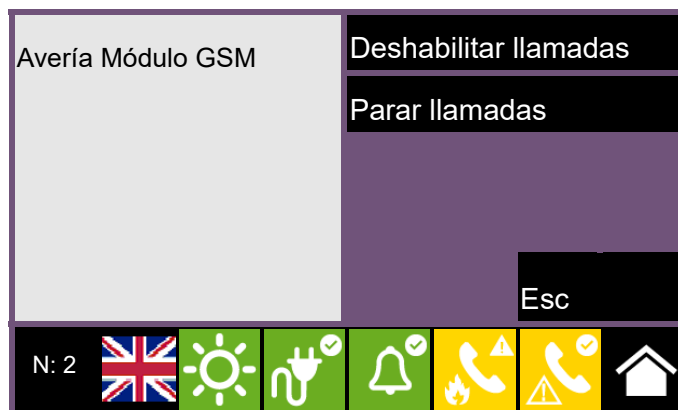 Avería Módulo GSM
Deshabilitar llamadas
Parar llamadas
Esc
N: 2